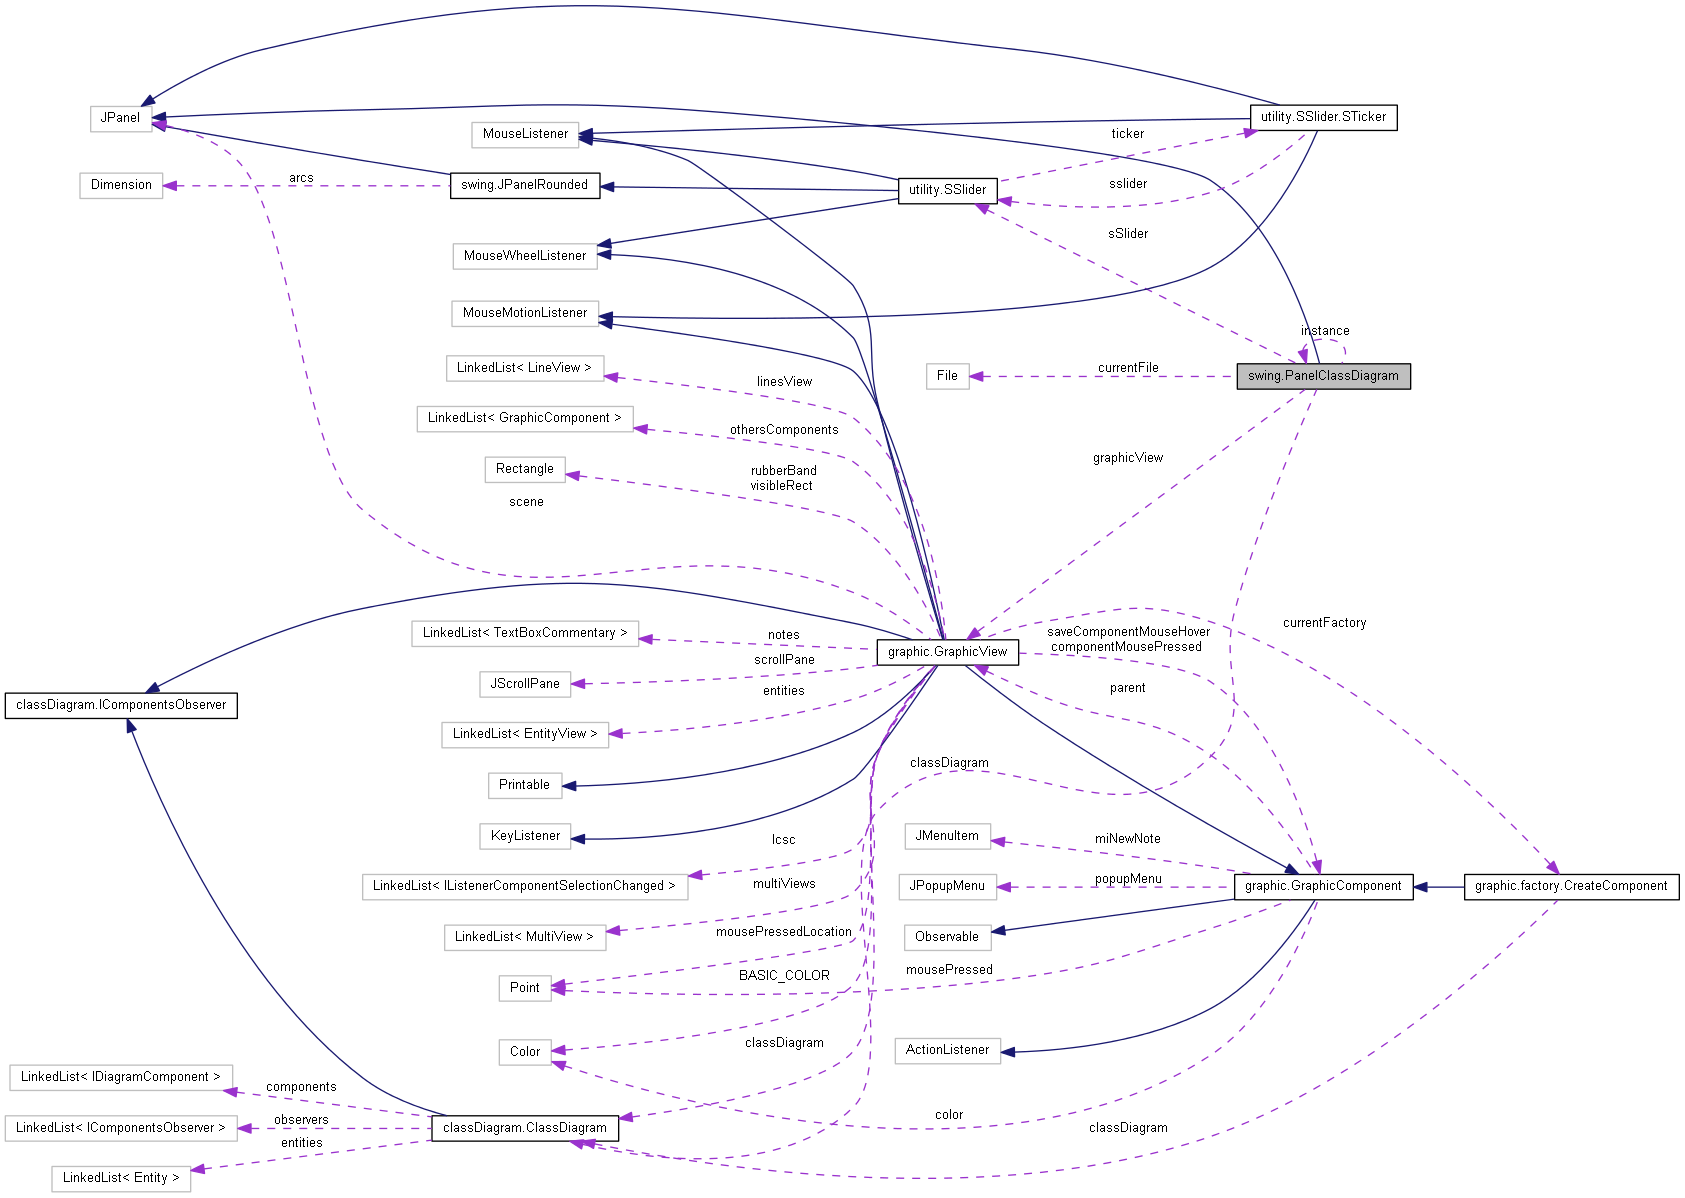 JPanel
utility.SSlider.STicker
MouseListener
ticker
Dimension
arcs
swing.JPanelRounded
utility.SSlider
sslider
sSlider
MouseWheelListener
MouseMotionListener
instance
LinkedList< LineView >
linesView
File
currentFile
swing.PanelClassDiagram
LinkedList< GraphicComponent >
othersComponents
Rectangle
rubberBand
visibleRect
graphicView
scene
LinkedList< TextBoxCommentary >
notes
graphic.GraphicView
saveComponentMouseHover
componentMousePressed
currentFactory
scrollPane
JScrollPane
entities
parent
classDiagram.IComponentsObserver
LinkedList< EntityView >
classDiagram
Printable
KeyListener
lcsc
JMenuItem
miNewNote
LinkedList< IListenerComponentSelectionChanged >
multiViews
JPopupMenu
popupMenu
graphic.GraphicComponent
graphic.factory.CreateComponent
LinkedList< MultiView >
mousePressedLocation
Observable
Point
BASIC_COLOR
mousePressed
Color
classDiagram
ActionListener
LinkedList< IDiagramComponent >
components
LinkedList< IComponentsObserver >
observers
classDiagram.ClassDiagram
color
classDiagram
entities
LinkedList< Entity >